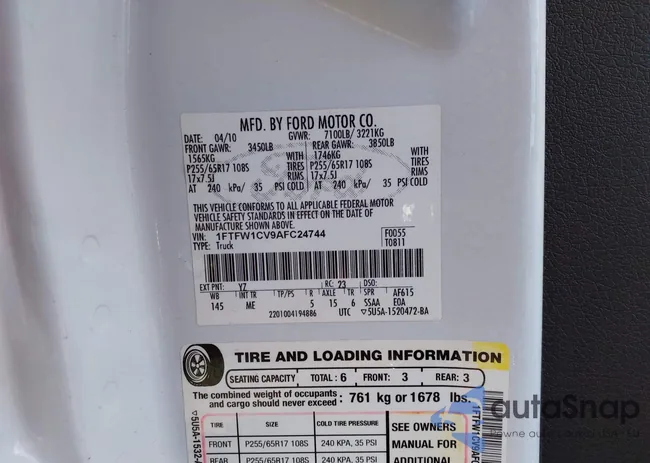 MFD. BY FORD MOTOR CO.
DATE: 04/10 GVWR: 7100LB/ 3221KG
FRONT GAWR: 3450LB REAR GAWR: 3850LB
1565KG WITH 1746KG WITH
P255/65R17 108S TIRES P255/65R17 108S TIRES
17x7.5J RIMS 17x7.5J RIMS
AT 240 kPa/ 35 PSI COLD AT 240 kPa/ 35 PSI COLD
THIS VEHICLE CONFORMS TO ALL APPLICABLE FEDERAL MOTOR
VEHICLE SAFETY STANDARDS IN EFFECT ON THE DATE OF
MANUFACTURE SHOWN ABOVE.
VIN: 1FTFW1CV9AFC24744 F0055
TYPE: Truck T0811
EXT PNT: YZ RC: 23 DSO:
WB INT TR TP/PS R AXLE TR SPR AF615
145 ME 5 15 6 SSAA EOA
2201004194886 UTC ▽5U5A-1520472-BA
TIRE AND LOADING INFORMATION
SEATING CAPACITY TOTAL: 6 FRONT: 3 REAR: 3
The combined weight of occupants and cargo should never exceed: 761 kg or 1678 lbs.
TIRE SIZE COLD TIRE PRESSURE SEE OWNERS
FRONT P255/65R17 108S 240 KPA, 35 PSI MANUAL FOR
REAR P255/65R17 108S 240 KPA, 35 PSI ADDITIONAL
▽5U5A-1532
autoSnap